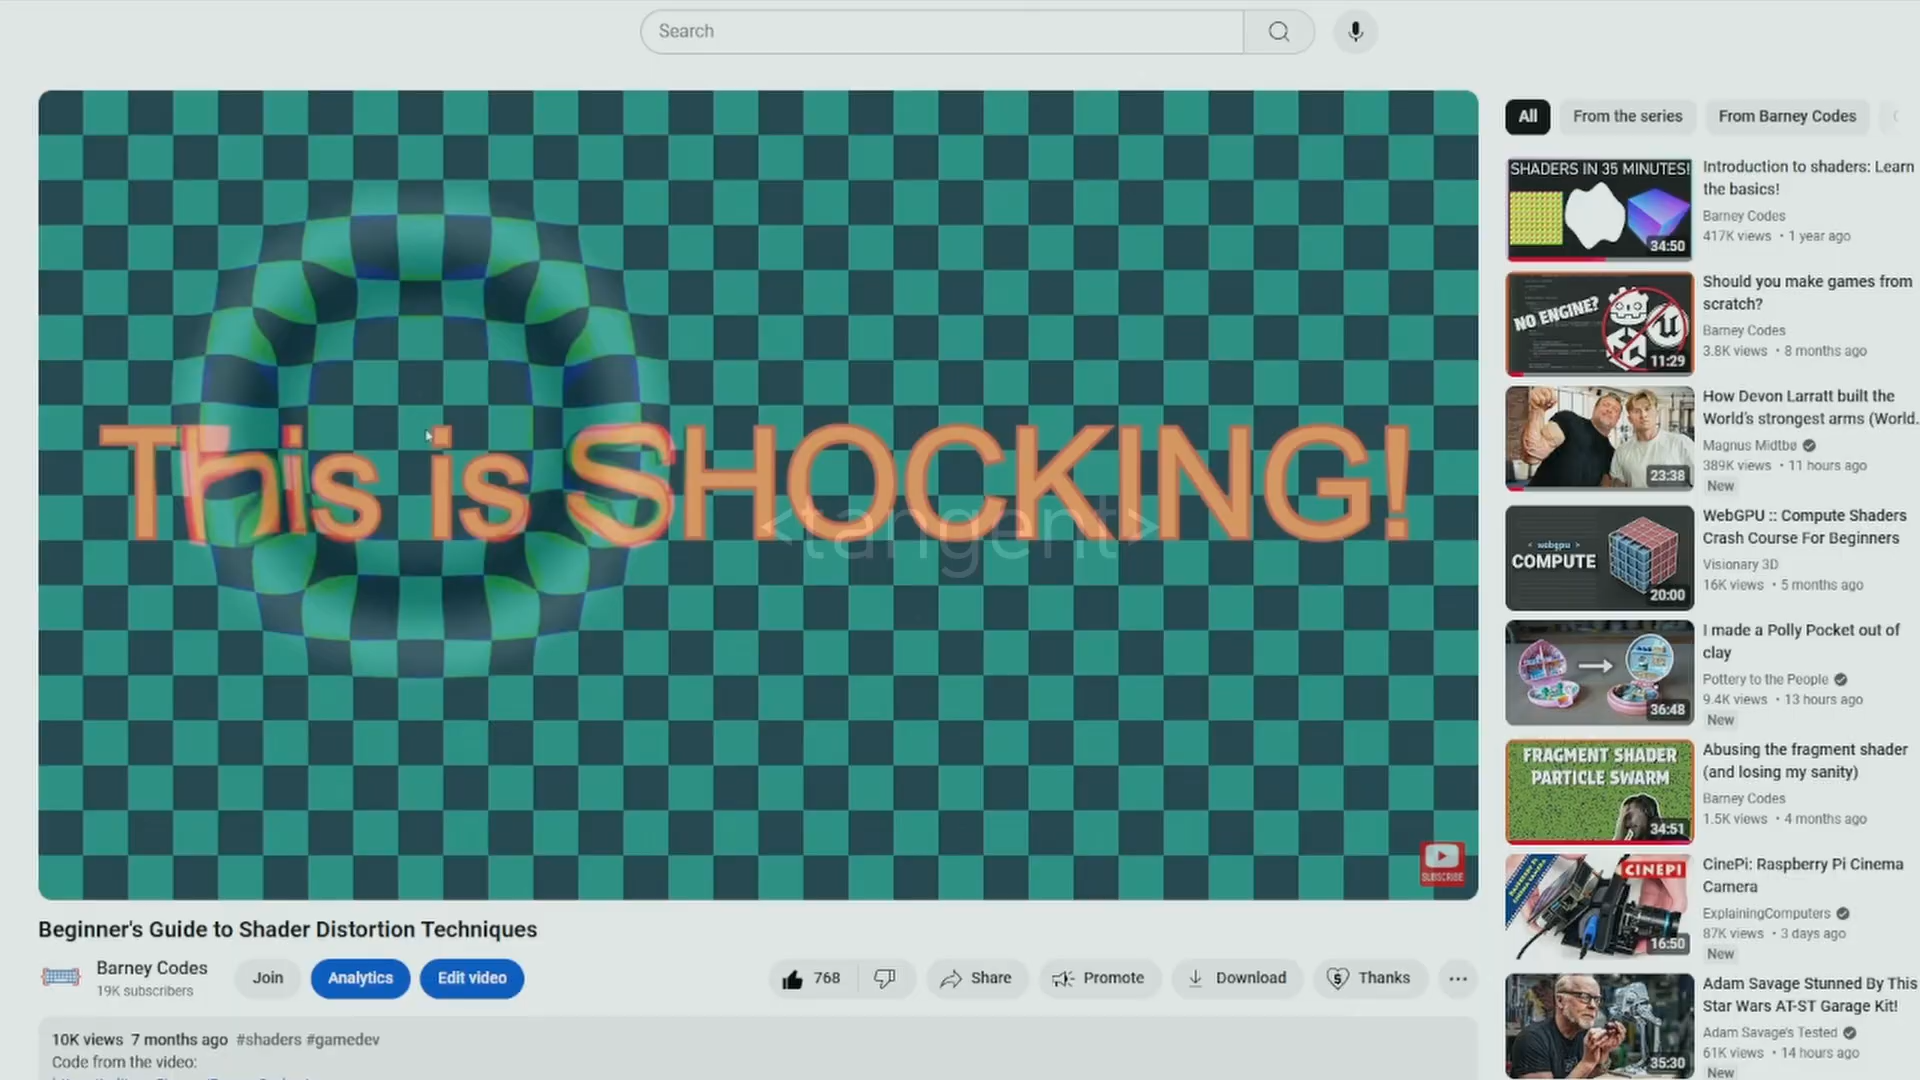 Search
This is SHOCKING!
<tangent>
SUBSCRIBE
Beginner's Guide to Shader Distortion Techniques
Barney Codes
19K subscribers
Join
Analytics
Edit video
768
Share
Promote
Download
Thanks
10K views 7 months ago #shaders #gamedev
Code from the video:
All
From the series
From Barney Codes
SHADERS IN 35 MINUTES!
34:50
Introduction to shaders: Learn
the basics!
Barney Codes
417K views • 1 year ago
NO ENGINE?
11:29
Should you make games from
scratch?
Barney Codes
3.8K views • 8 months ago
23:38
How Devon Larratt built the
World's strongest arms (World.
Magnus Midtbø
389K views • 11 hours ago
New
< webgpu >
COMPUTE
20:00
WebGPU :: Compute Shaders
Crash Course For Beginners
Visionary 3D
16K views • 5 months ago
36:48
I made a Polly Pocket out of
clay
Pottery to the People
9.4K views • 13 hours ago
New
FRAGMENT SHADER
PARTICLE SWARM
34:51
Abusing the fragment shader
(and losing my sanity)
Barney Codes
1.5K views • 4 months ago
CINEPI
16:50
CinePi: Raspberry Pi Cinema
Camera
ExplainingComputers
87K views • 3 days ago
New
35:30
Adam Savage Stunned By This
Star Wars AT-ST Garage Kit!
Adam Savage's Tested
61K views • 14 hours ago
New